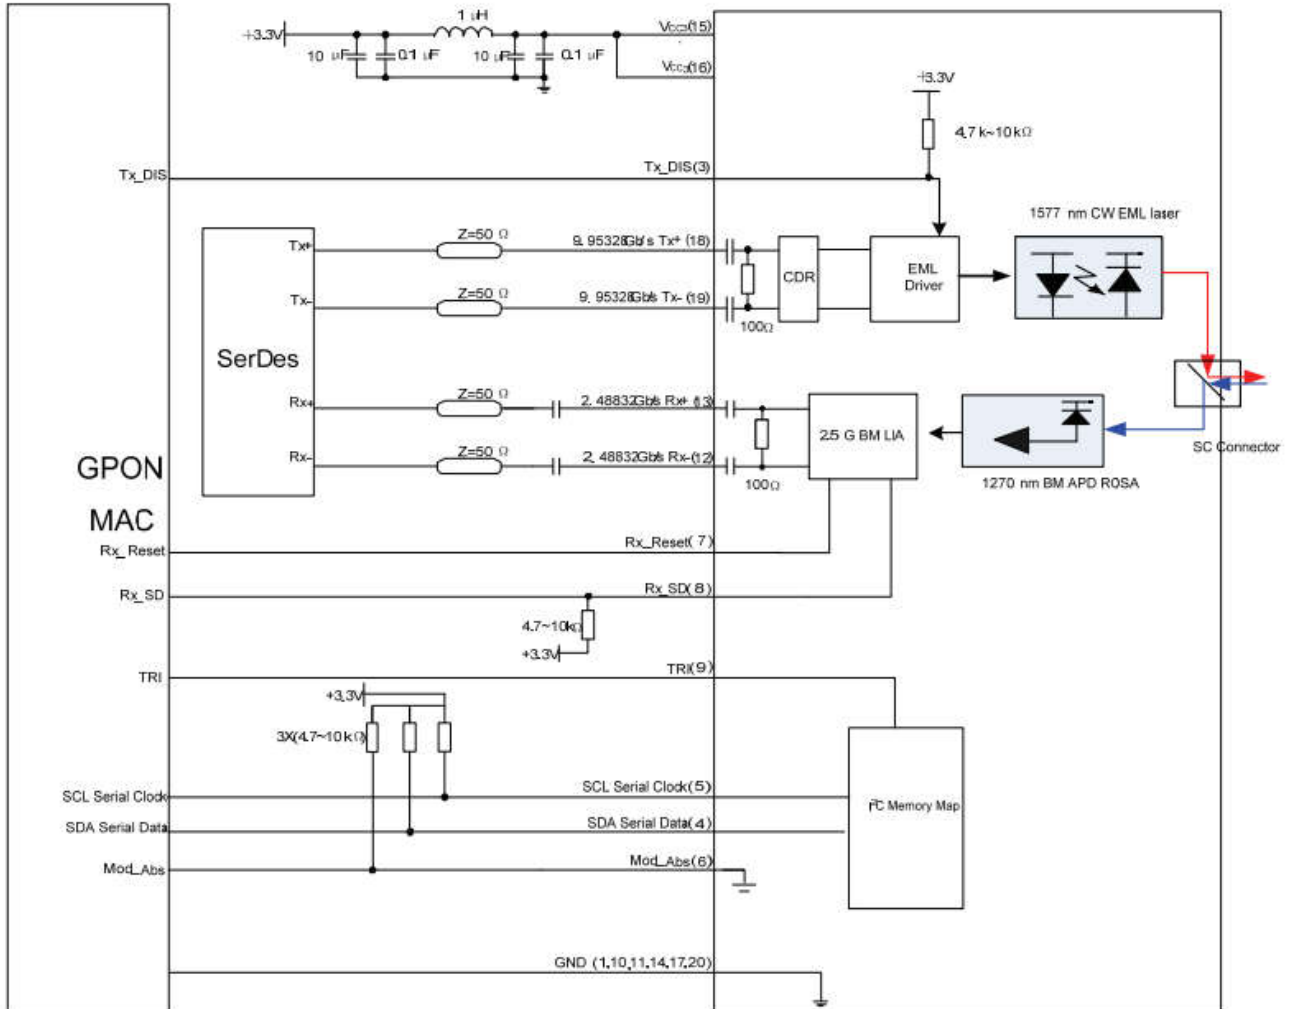 1 μH
+3.3V
10 μF
0.1 μF
10 μF
0.1 μF
Vcc3(15)
Vcc3(16)
+3.3V
4.7 k~10 kΩ
Tx_DIS
Tx_DIS(3)
1577 nm CW EML laser
SerDes
Tx+
Z=50 Ω
9.95328Gb/s Tx+ (18)
Tx-
Z=50 Ω
9.95328Gb/s Tx- (19)
100Ω
CDR
EML
Driver
Rx+
Z=50 Ω
2.48832Gb/s Rx+ (13)
Rx-
Z=50 Ω
2.48832Gb/s Rx-(12)
100Ω
2.5 G BM LIA
SC Connector
1270 nm BM APD ROSA
GPON
MAC
Rx_Reset
Rx_Reset(7)
Rx_SD
Rx_SD(8)
4.7~10kΩ
+3.3V
TRI
TRI(9)
+3.3V
3X(4.7~10 kΩ)
SCL Serial Clock
SCL Serial Clock(5)
I²C Memory Map
SDA Serial Data
SDA Serial Data(4)
Mod_Abs
Mod_Abs(6)
GND (1,10,11,14,17,20)